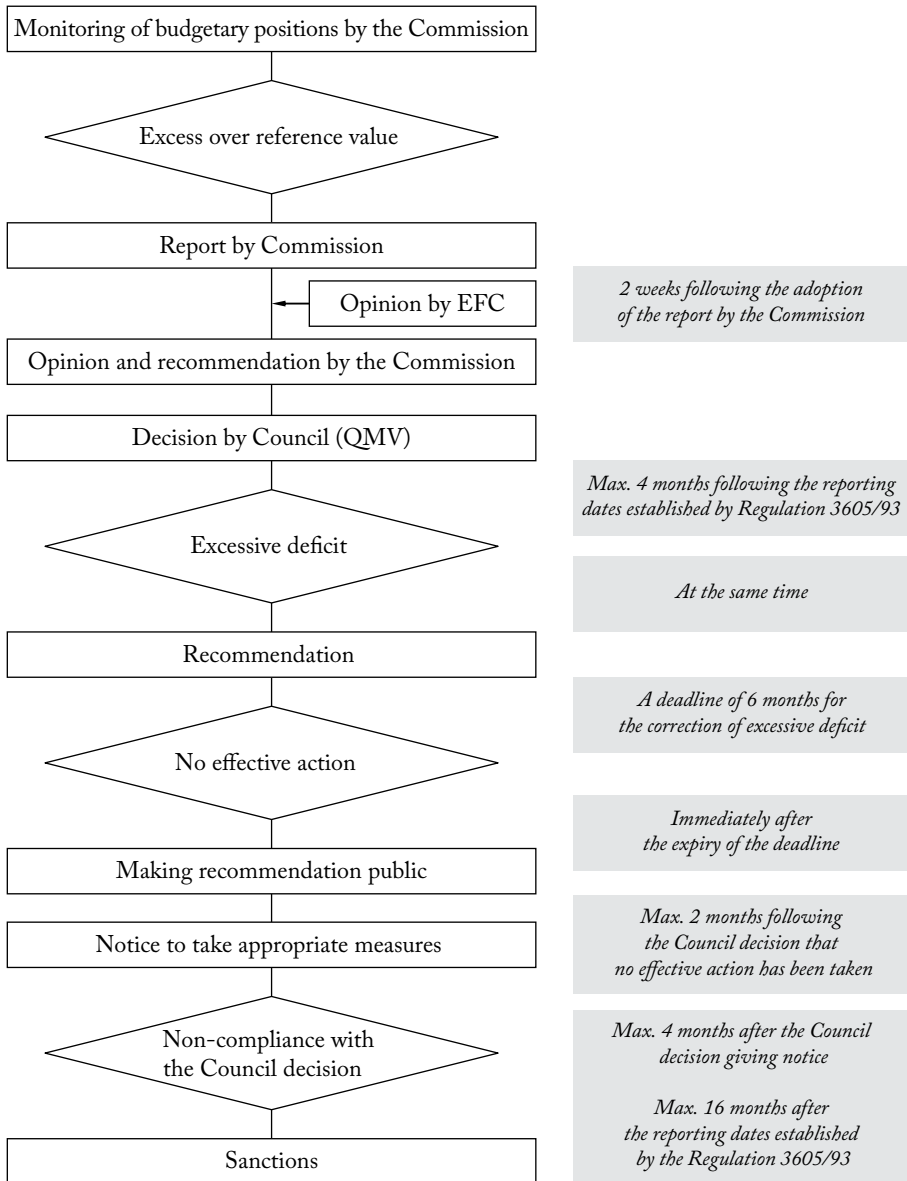 Monitoring of budgetary positions by the Commission
Excess over reference value
Report by Commission
Opinion by EFC
2 weeks following the adoption
of the report by the Commission
Opinion and recommendation by the Commission
Decision by Council (QMV)
Max. 4 months following the reporting
dates established by Regulation 3605/93
Excessive deficit
At the same time
Recommendation
A deadline of 6 months for
the correction of excessive deficit
No effective action
Immediately after
the expiry of the deadline
Making recommendation public
Notice to take appropriate measures
Max. 2 months following
the Council decision that
no effective action has been taken
Non-compliance with
the Council decision
Max. 4 months after the Council
decision giving notice
Max. 16 months after
the reporting dates established
by the Regulation 3605/93
Sanctions